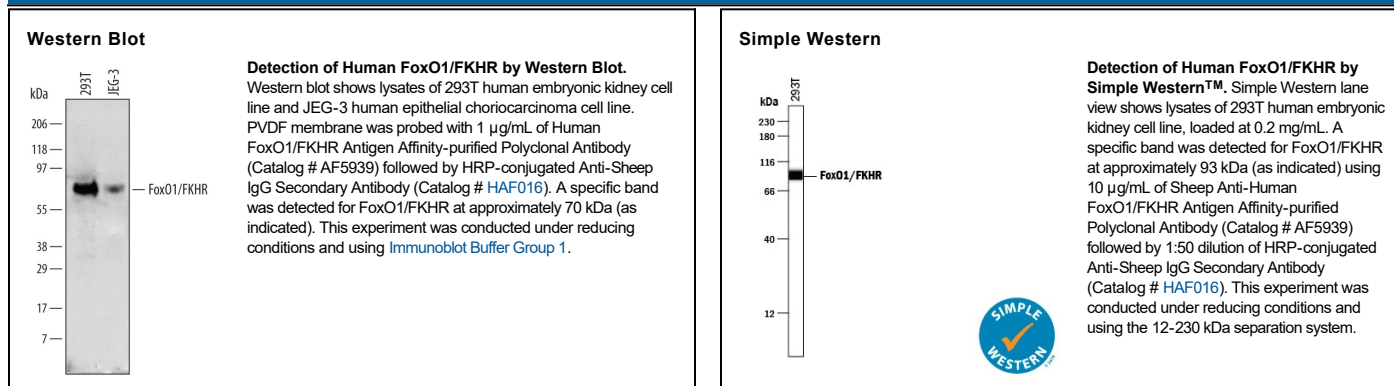 Western Blot
293T
JEG-3
kDa
206
118
97
55
38
29
17
7
FoxO1/FKHR
Detection of Human FoxO1/FKHR by Western Blot.
Western blot shows lysates of 293T human embryonic kidney cell
line and JEG-3 human epithelial choriocarcinoma cell line.
PVDF membrane was probed with 1 µg/mL of Human
FoxO1/FKHR Antigen Affinity-purified Polyclonal Antibody
(Catalog # AF5939) followed by HRP-conjugated Anti-Sheep
IgG Secondary Antibody (Catalog # HAF016). A specific band
was detected for FoxO1/FKHR at approximately 70 kDa (as
indicated). This experiment was conducted under reducing
conditions and using Immunoblot Buffer Group 1.
Simple Western
293T
kDa
230
180
116
66
40
12
FoxO1/FKHR
SIMPLE
WESTERN
Detection of Human FoxO1/FKHR by
Simple Western™. Simple Western lane
view shows lysates of 293T human embryonic
kidney cell line, loaded at 0.2 mg/mL. A
specific band was detected for FoxO1/FKHR
at approximately 93 kDa (as indicated) using
10 µg/mL of Sheep Anti-Human
FoxO1/FKHR Antigen Affinity-purified
Polyclonal Antibody (Catalog # AF5939)
followed by 1:50 dilution of HRP-conjugated
Anti-Sheep IgG Secondary Antibody
(Catalog # HAF016). This experiment was
conducted under reducing conditions and
using the 12-230 kDa separation system.